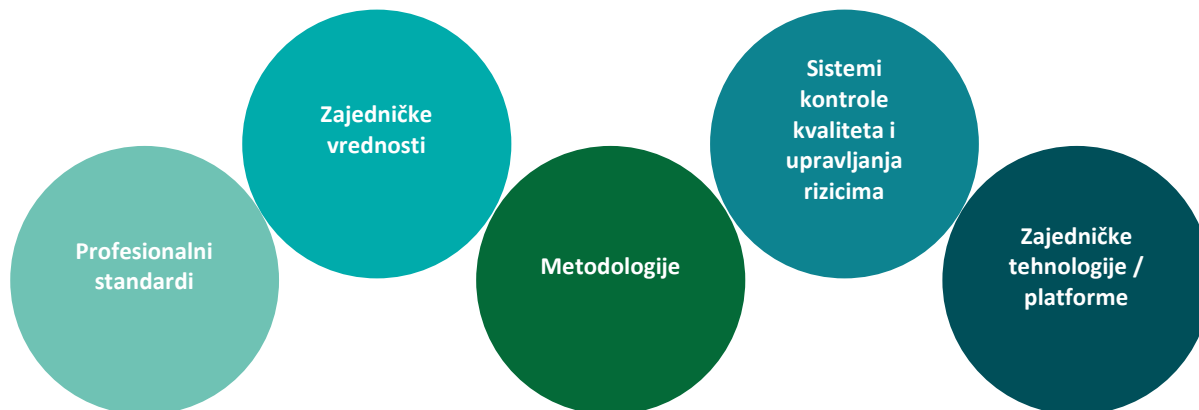 Profesionalni
standardi
Zajedničke
vrednosti
Metodologije
Sistemi
kontrole
kvaliteta i
upravljanja
rizicima
Zajedničke
tehnologije /
platforme